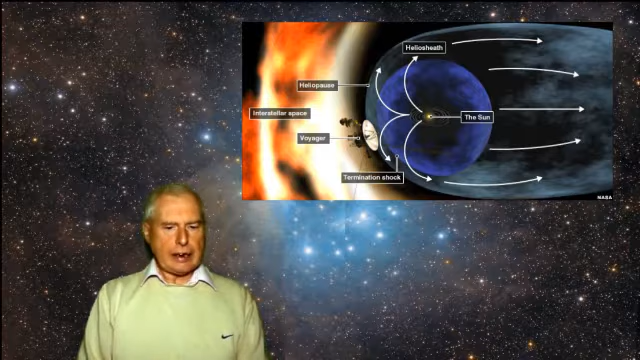 Heliosheath
Heliopause
Interstellar space
The Sun
Voyager
Termination shock
NASA